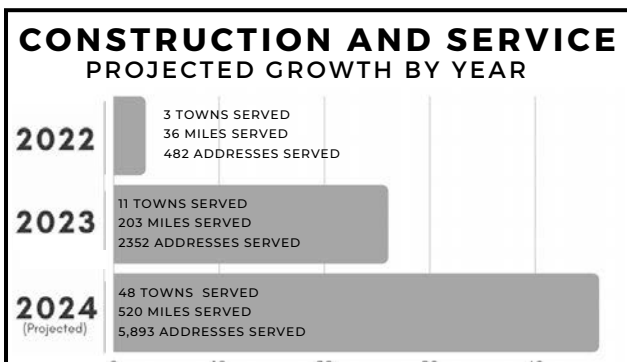 CONSTRUCTION AND SERVICE
PROJECTED GROWTH BY YEAR
2022
3 TOWNS SERVED
36 MILES SERVED
482 ADDRESSES SERVED
2023
11 TOWNS SERVED
203 MILES SERVED
2352 ADDRESSES SERVED
2024
(Projected)
48 TOWNS SERVED
520 MILES SERVED
5,893 ADDRESSES SERVED